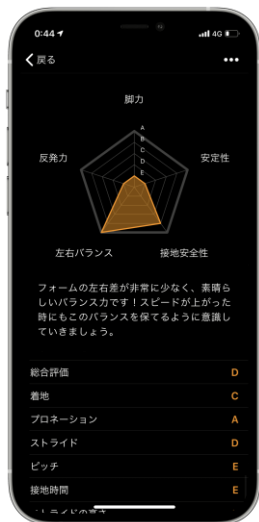 0:44
4G
戻る
•••
脚力
A
B
C
D
E
反発力
安定性
左右バランス
接地安全性
フォームの左右差が非常に少なく、素晴ら
しいバランス力です！スピードが上がった
時にもこのバランスを保てるように意識し
ていきましょう。
総合評価 D
着地 C
プロネーション A
ストライド D
ピッチ E
接地時間 E